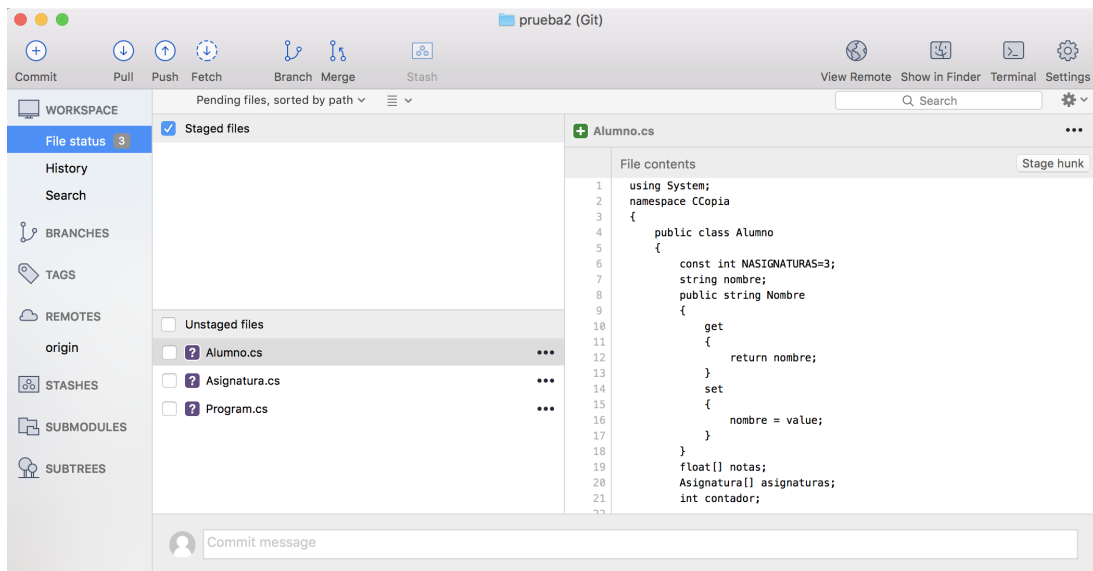 prueba2 (Git)
Commit Pull Push Fetch Branch Merge Stash View Remote Show in Finder Terminal Settings
WORKSPACE
File status 3
History
Search
BRANCHES
TAGS
REMOTES
origin
STASHES
SUBMODULES
SUBTREES
Pending files, sorted by path
Search
Staged files
Unstaged files
? Alumno.cs
? Asignatura.cs
? Program.cs
Alumno.cs
File contents
Stage hunk
1 using System;
2 namespace CCopia
3 {
4 public class Alumno
5 {
6 const int NASIGNATURAS=3;
7 string nombre;
8 public string Nombre
9 {
10 get
11 {
12 return nombre;
13 }
14 set
15 {
16 nombre = value;
17 }
18 }
19 float[] notas;
20 Asignatura[] asignaturas;
21 int contador;
22
Commit message